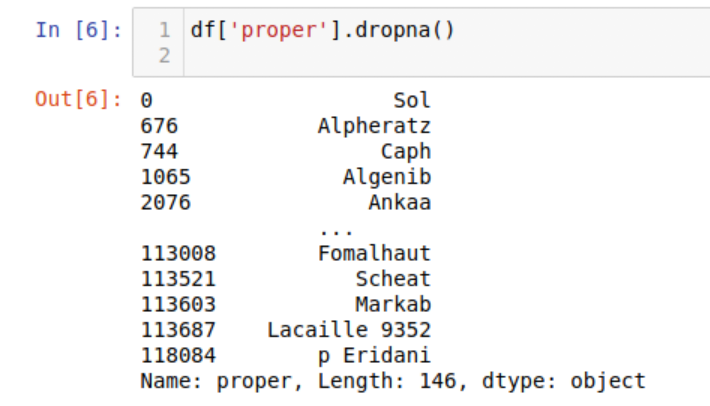 In [6]: 1 df['proper'].dropna()
2
Out[6]: 0 Sol
676 Alpheratz
744 Caph
1065 Algenib
2076 Ankaa
...
113008 Fomalhaut
113521 Scheat
113603 Markab
113687 Lacaille 9352
118084 p Eridani
Name: proper, Length: 146, dtype: object